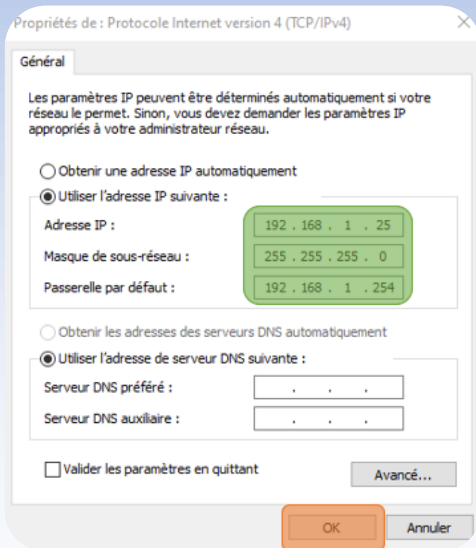 Propriétés de : Protocole Internet version 4 (TCP/IPv4)
Général
Les paramètres IP peuvent être déterminés automatiquement si votre
réseau le permet. Sinon, vous devez demander les paramètres IP
appropriés à votre administrateur réseau.
Obtenir une adresse IP automatiquement
Utiliser l'adresse IP suivante :
Adresse IP : 192 . 168 . 1 . 25
Masque de sous-réseau : 255 . 255 . 255 . 0
Passerelle par défaut : 192 . 168 . 1 . 254
Obtenir les adresses des serveurs DNS automatiquement
Utiliser l'adresse de serveur DNS suivante :
Serveur DNS préféré : . . .
Serveur DNS auxiliaire : . . .
Valider les paramètres en quittant
Avancé...
OK Annuler